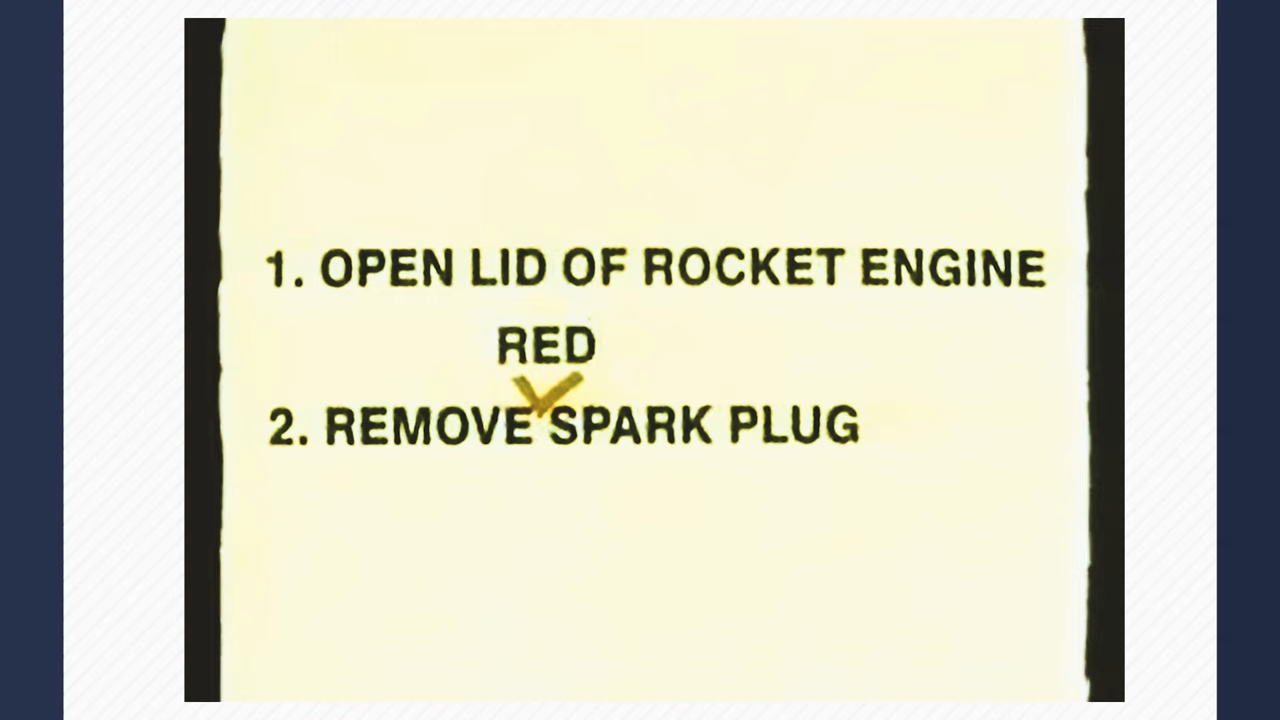 1. OPEN LID OF ROCKET ENGINE
RED
2. REMOVE SPARK PLUG